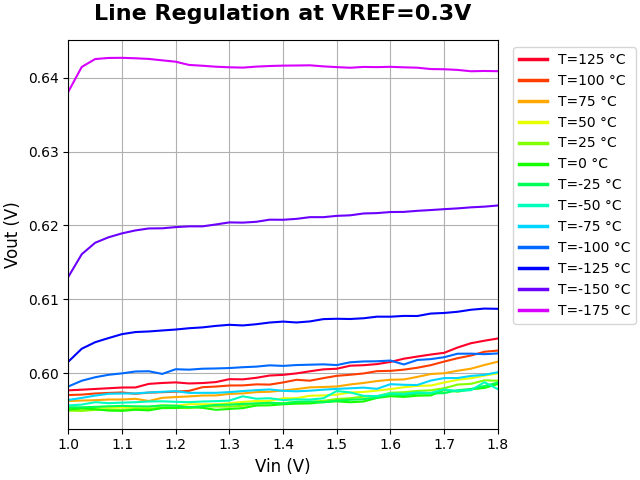 Line Regulation at VREF=0.3V
Vout (V)
0.64
0.63
0.62
0.61
0.60
1.0 1.1 1.2 1.3 1.4 1.5 1.6 1.7 1.8
Vin (V)
T=125 °C
T=100 °C
T=75 °C
T=50 °C
T=25 °C
T=0 °C
T=-25 °C
T=-50 °C
T=-75 °C
T=-100 °C
T=-125 °C
T=-150 °C
T=-175 °C